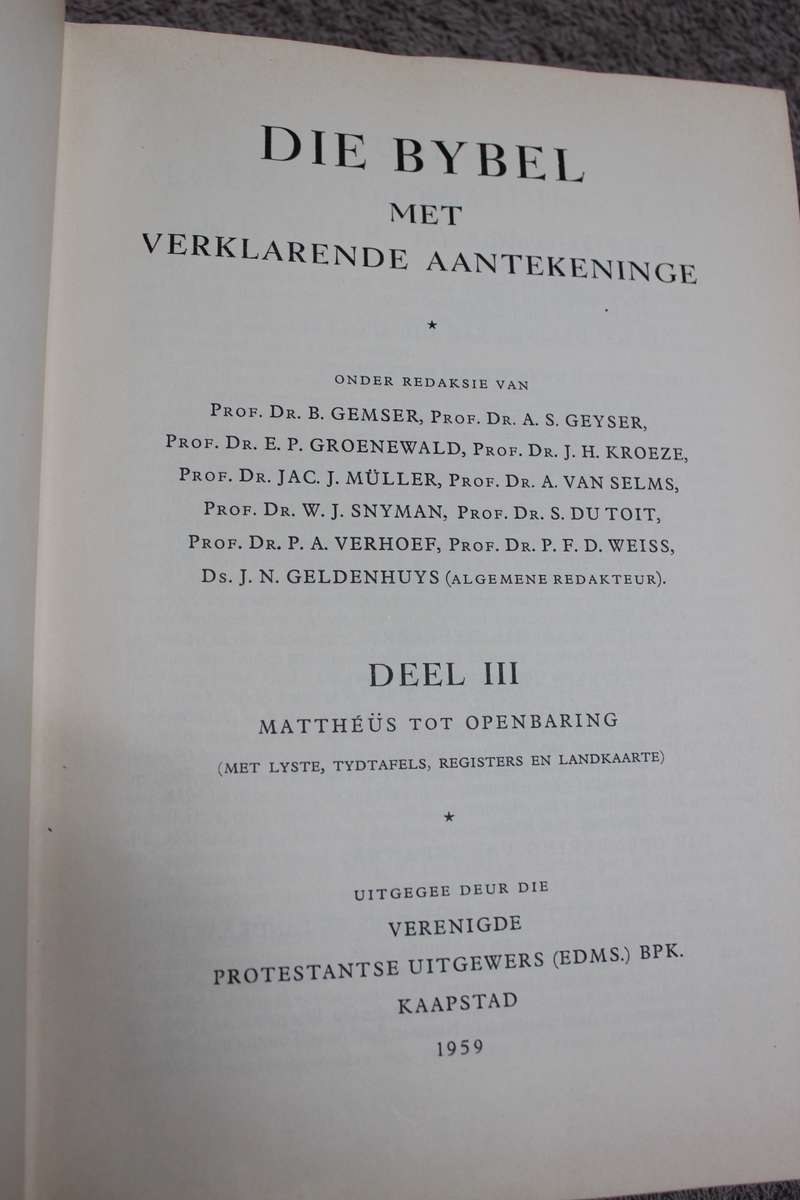 DIE BYBEL
MET
VERKLARENDE AANTEKENINGE
★
ONDER REDAKSIE VAN
PROF. DR. B. GEMSER, PROF. DR. A. S. GEYSER,
PROF. DR. E. P. GROENEWALD, PROF. DR. J. H. KROEZE,
PROF. DR. JAC. J. MÜLLER, PROF. DR. A. VAN SELMS,
PROF. DR. W. J. SNYMAN, PROF. DR. S. DU TOIT,
PROF. DR. P. A. VERHOEF, PROF. DR. P. F. D. WEISS,
DS. J. N. GELDENHUYS (ALGEMENE REDAKTEUR).
DEEL III
MATTHÉÜS TOT OPENBARING
(MET LYSTE, TYDTAFELS, REGISTERS EN LANDKAARTE)
★
UITGEGEE DEUR DIE
VERENIGDE
PROTESTANTSE UITGEWERS (EDMS.) BPK.
KAAPSTAD
1959